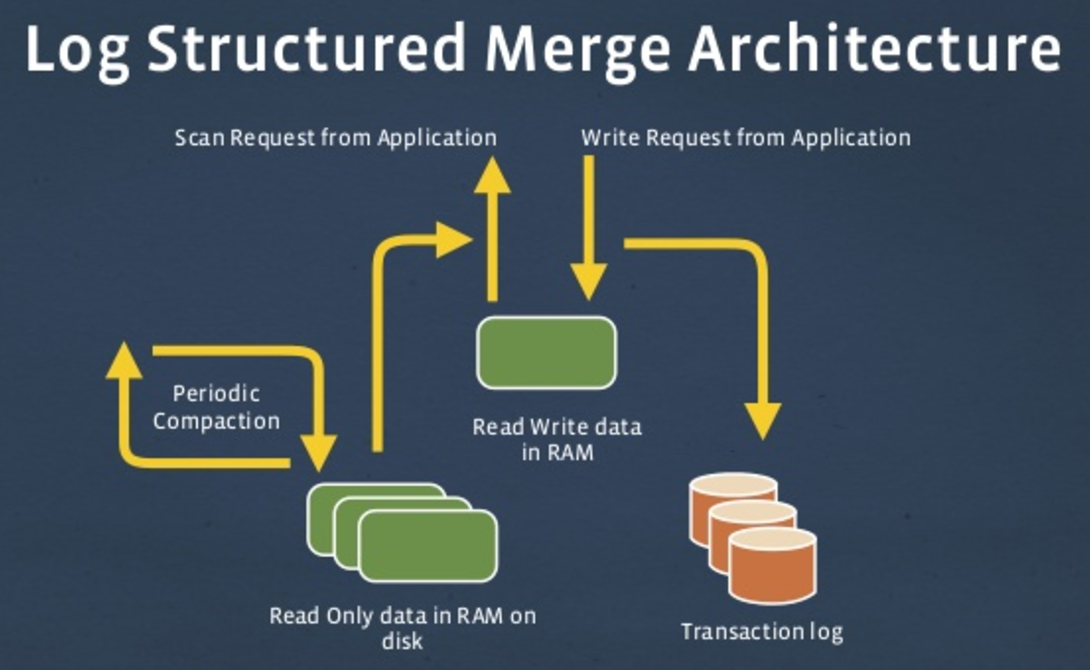 Log Structured Merge Architecture
Scan Request from Application
Write Request from Application
Periodic
Compaction
Read Write data
in RAM
Read Only data in RAM on
disk
Transaction log